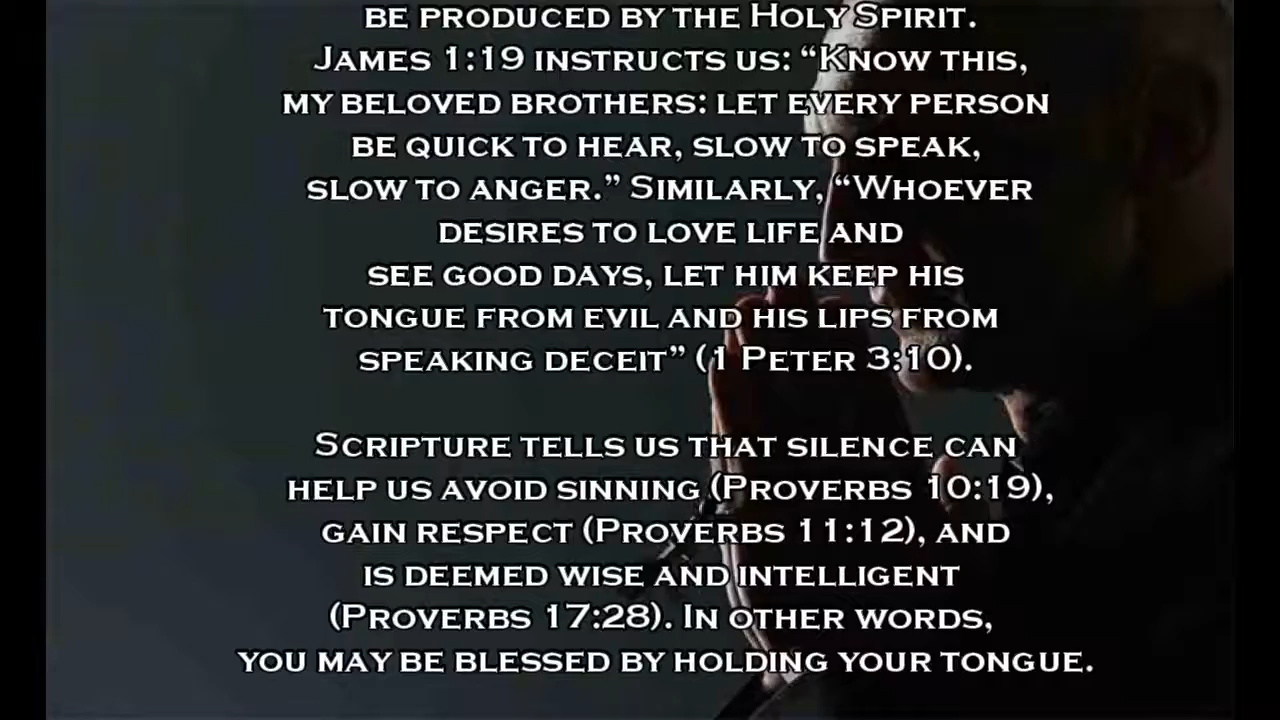 BE PRODUCED BY THE HOLY SPIRIT.
JAMES 1:19 INSTRUCTS US: “KNOW THIS,
MY BELOVED BROTHERS: LET EVERY PERSON
BE QUICK TO HEAR, SLOW TO SPEAK,
SLOW TO ANGER.” SIMILARLY, “WHOEVER
DESIRES TO LOVE LIFE AND
SEE GOOD DAYS, LET HIM KEEP HIS
TONGUE FROM EVIL AND HIS LIPS FROM
SPEAKING DECEIT” (1 PETER 3:10).
SCRIPTURE TELLS US THAT SILENCE CAN
HELP US AVOID SINNING (PROVERBS 10:19),
GAIN RESPECT (PROVERBS 11:12), AND
IS DEEMED WISE AND INTELLIGENT
(PROVERBS 17:28). IN OTHER WORDS,
YOU MAY BE BLESSED BY HOLDING YOUR TONGUE.